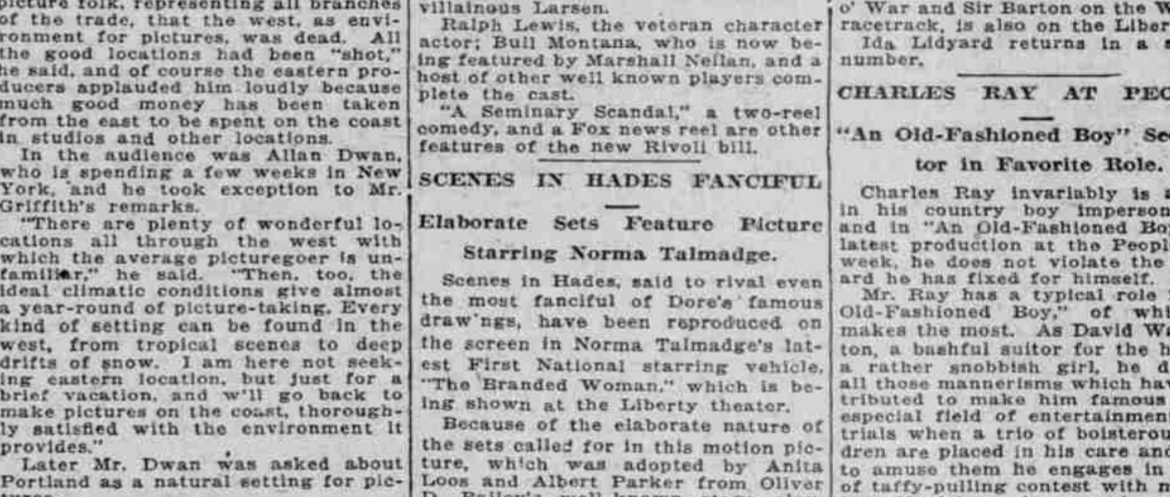 picture folk, representing all branches
of the trade, that the west, as envi-
ronment for pictures, was dead. All
the good locations had been "shot,"
he said, and of course the eastern pro-
ducers applauded him loudly because
much good money has been taken
from the east to be spent on the coast
in studios and other locations.
In the audience was Allan Dwan,
who is spending a few weeks in New
York, and he took exception to Mr.
Griffith's remarks.
"There are plenty of wonderful lo-
cations all through the west with
which the average picturegoer is un-
familiar," he said. "Then, too, the
ideal climatic conditions give almost
a year-round of picture-taking. Every
kind of setting can be found in the
west, from tropical scenes to deep
drifts of snow. I am here not seek-
ing eastern location, but just for a
brief vacation, and w'll go back to
make pictures on the coast, thorough-
ly satisfied with the environment it
provides."
Later Mr. Dwan was asked about
Portland as a natural setting for pic-
villainous Larsen.
Ralph Lewis, the veteran character
actor; Bull Montana, who is now be-
ing featured by Marshall Neilan, and a
host of other well known players com-
plete the cast.
"A Seminary Scandal," a two-reel
comedy, and a Fox news reel are other
features of the new Rivoli bill.
SCENES IN HADES FANCIFUL
Elaborate Sets Feature Picture
Starring Norma Talmadge.
Scenes in Hades, said to rival even
the most fanciful of Dore's famous
draw'ngs, have been reproduced on
the screen in Norma Talmadge's lat-
est First National starring vehicle,
"The Branded Woman," which is be-
ing shown at the Liberty theater.
Because of the elaborate nature of
the sets called for in this motion pic-
ture, which was adopted by Anita
Loos and Albert Parker from Oliver
o' War and Sir Barton on the
racetrack, is also on the Liber
Ida Lidyard returns in a
number.
CHARLES RAY AT PEO
"An Old-Fashioned Boy" Se
tor in Favorite Role.
Charles Ray invariably is
in his country boy imperson
and in "An Old-Fashioned Bo
latest production at the Peop
week, he does not violate the
ard he has fixed for himself.
Mr. Ray has a typical role
Old-Fashioned Boy," of whi
makes the most. As David W
ton, a bashful suitor for the h
a rather snobbish girl, he d
all those mannerisms which hav
tributed to make him famous
especial field of entertainmen
trials when a trio of boisterou
dren are placed in his care and
to amuse them he engages in
of taffy-pulling contest with